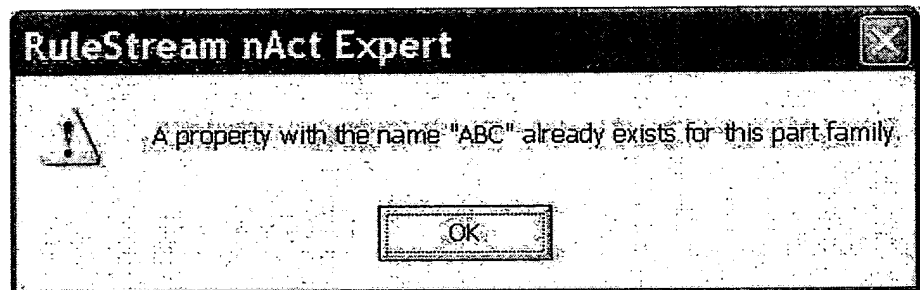 RuleStream nAct Expert
A property with the name "ABC" already exists for this part family.
OK